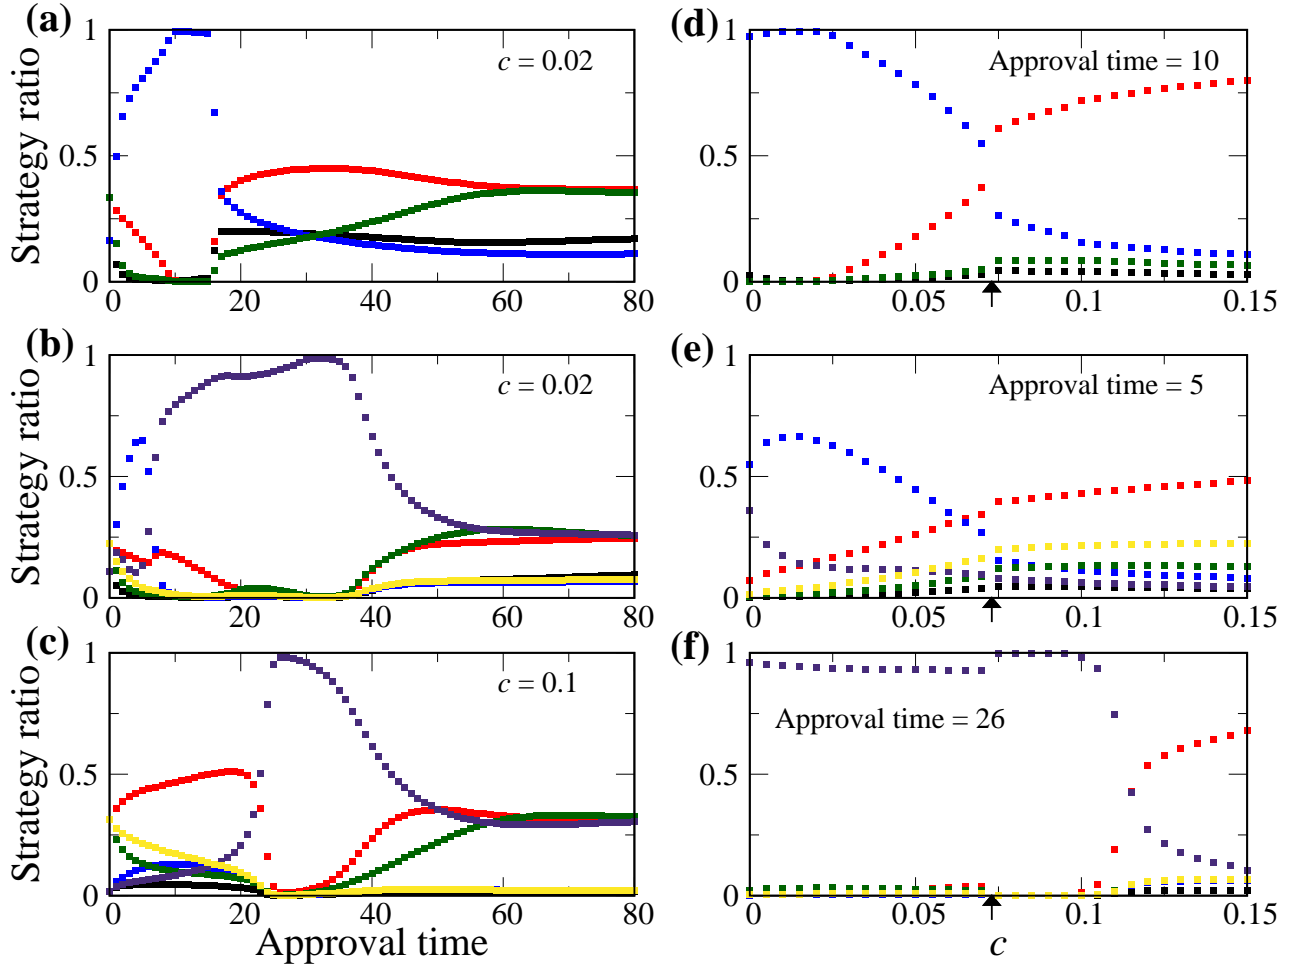 (a)
Strategy ratio
1
0.5
0
c = 0.02
0 20 40 60 80
(d)
1
0.5
0
Approval time = 10
0 0.05 0.1 0.15
(b)
Strategy ratio
1
0.5
0
c = 0.02
0 20 40 60 80
(e)
1
0.5
0
Approval time = 5
0 0.05 0.1 0.15
(c)
Strategy ratio
1
0.5
0
c = 0.1
0 20 40 60 80
Approval time
(f)
1
0.5
0
Approval time = 26
0 0.05 0.1 0.15
c